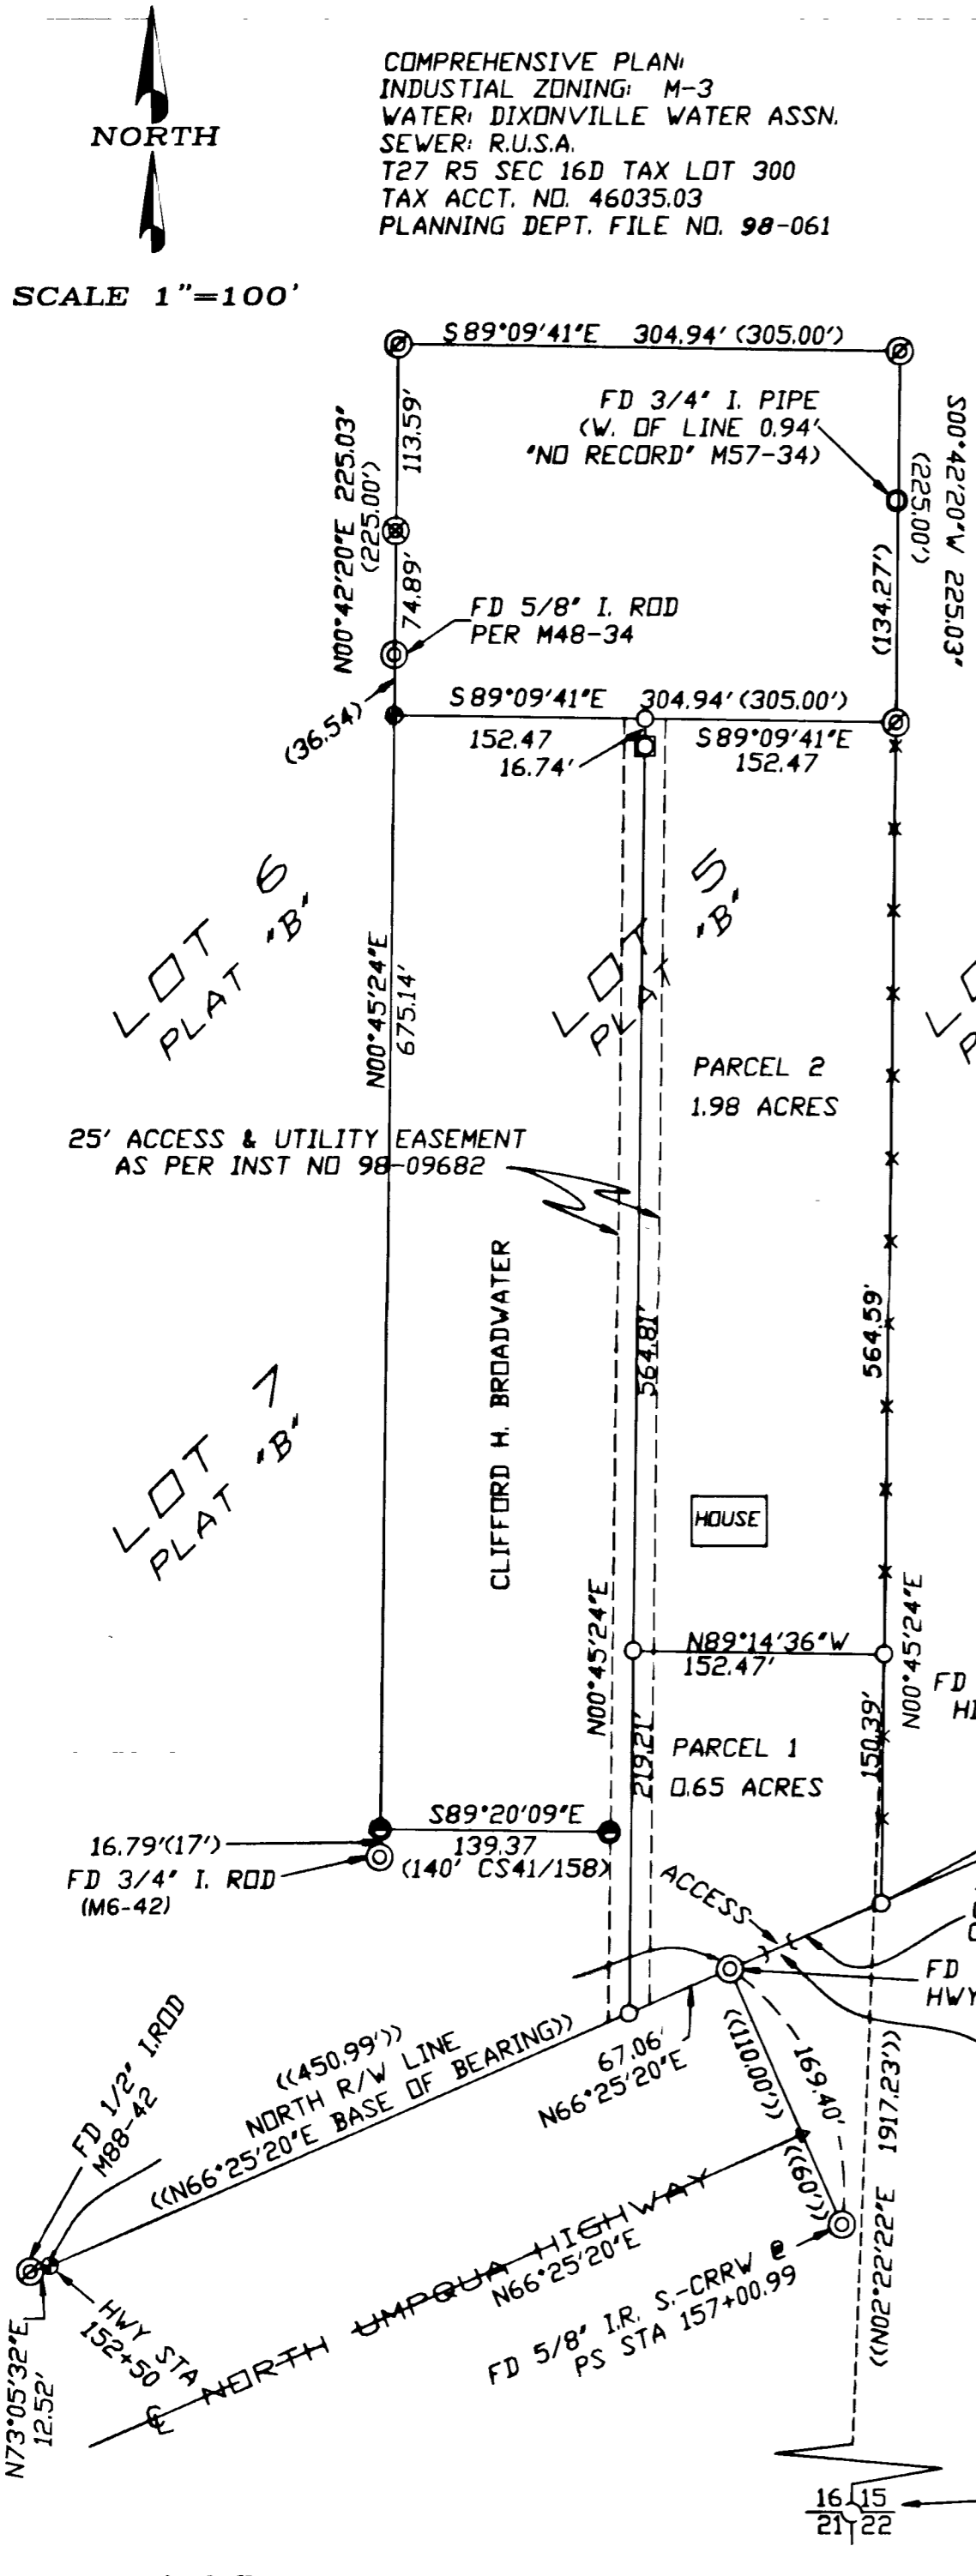 COMPREHENSIVE PLAN:
INDUSTIAL ZONING: M-3
WATER: DIXONVILLE WATER ASSN.
SEWER: R.U.S.A.
T27 R5 SEC 16D TAX LOT 300
TAX ACCT. NO. 46035.03
PLANNING DEPT. FILE NO. 98-061
NORTH
SCALE 1"=100'
S89°09'41"E 304.94' (305.00')
FD 3/4" I. PIPE
(W. OF LINE 0.94'
"NO RECORD" M57-34)
N00°42'20"E 225.03"
(225.00')
113.59'
74.89'
S00°42'20"W 225.03"
(225.00')
(134.27')
FD 5/8" I. ROD
PER M48-34
(36.54)
S89°09'41"E 304.94' (305.00')
152.47
16.74'
S89°09'41"E
152.47
LOT 6
PLAT "B"
LOT 5
PLAT "B"
LO
P
N00°45'24"E
675.14'
PARCEL 2
1.98 ACRES
25' ACCESS & UTILITY EASEMENT
AS PER INST NO 98-09682
CLIFFORD H. BROADWATER
564.81'
564.59'
LOT 7
PLAT "B"
HOUSE
N00°45'24"E
N89°14'36"W
152.47'
N00°45'24"E
FD
HI
219.21'
PARCEL 1
0.65 ACRES
150.39'
S89°20'09"E
139.37
(140' CS41/158)
16.79'(17')
FD 3/4" I. ROD
(M6-42)
ACCESS
FD
HWY
67.06'
N66°25'20"E
((110.00'))
169.40'
((60'))
((N02°22'22"E 1917.23'))
((450.99'))
NORTH R/W LINE
((N66°25'20"E BASE OF BEARING))
FD 1/2" I.ROD
M88-42
HWY STA
152+50
N73°05'32"E
12.52'
℄ NORTH UMPQUA HIGHWAY
N66°25'20"E
FD 5/8" I.R. S.-CRRW @
PS STA 157+00.99
16 15
21 22